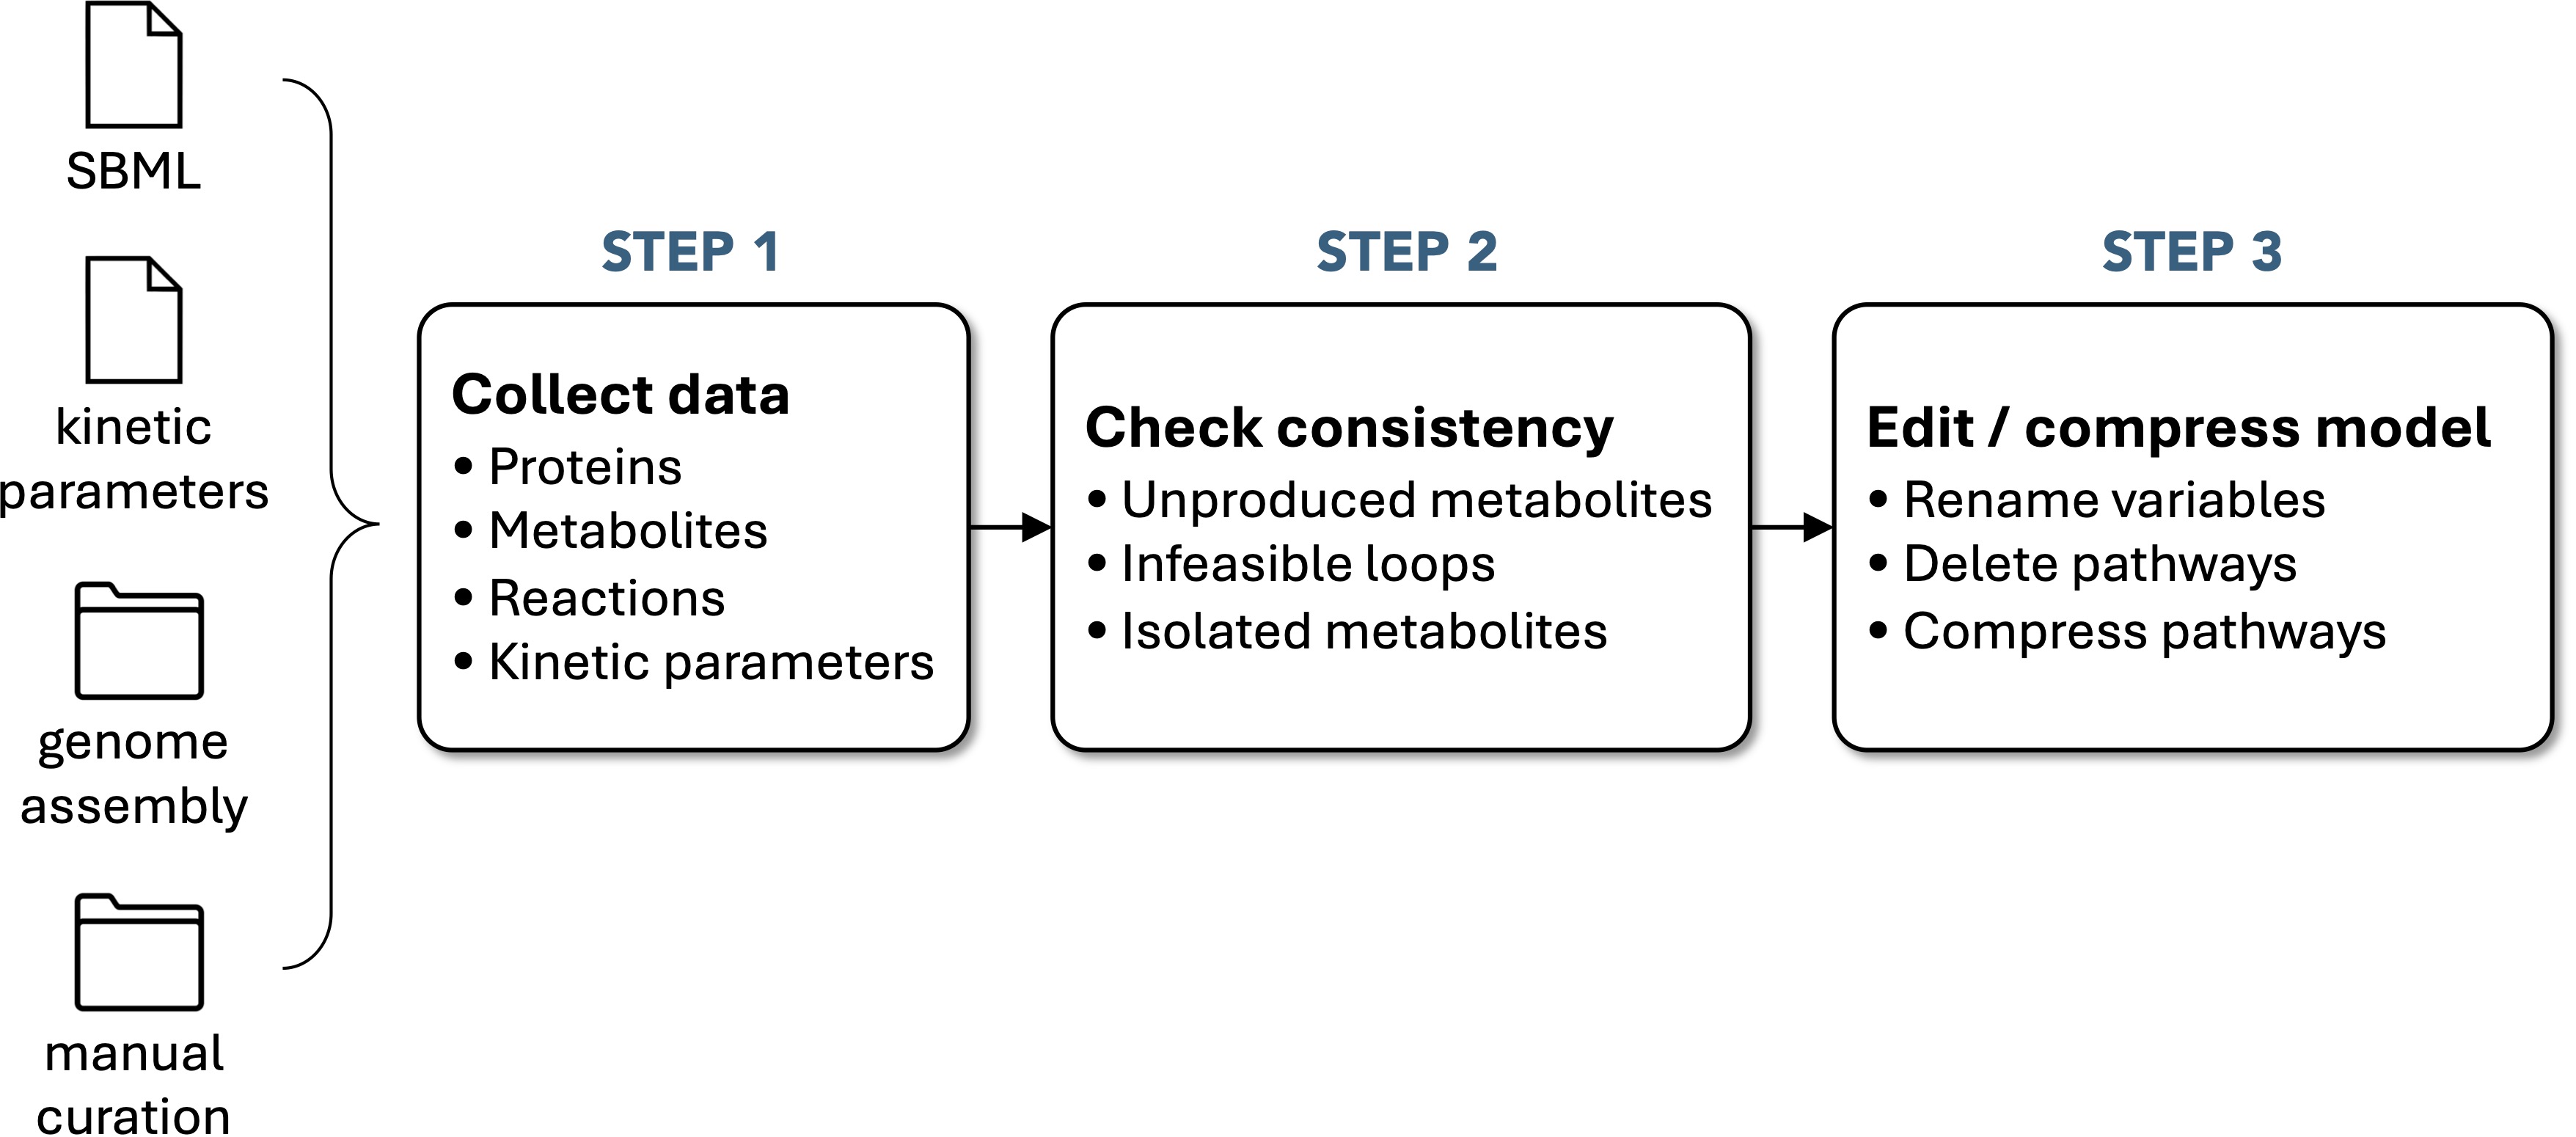 SBML
kinetic
parameters
genome
assembly
manual
curation
STEP 1
Collect data
• Proteins
• Metabolites
• Reactions
• Kinetic parameters
STEP 2
Check consistency
• Unproduced metabolites
• Infeasible loops
• Isolated metabolites
STEP 3
Edit / compress model
• Rename variables
• Delete pathways
• Compress pathways